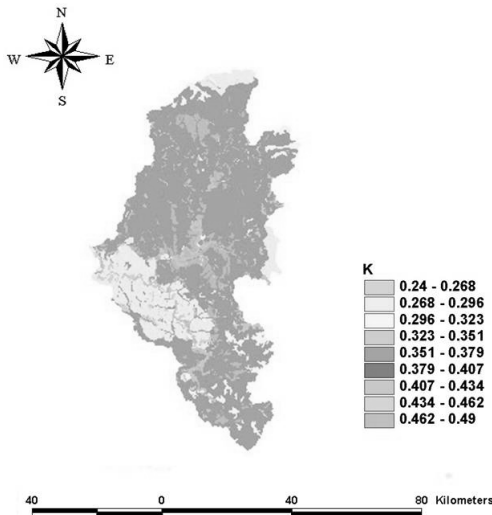 N
W E
S
K
0.24 - 0.268
0.268 - 0.296
0.296 - 0.323
0.323 - 0.351
0.351 - 0.379
0.379 - 0.407
0.407 - 0.434
0.434 - 0.462
0.462 - 0.49
40 0 40 80 Kilometers